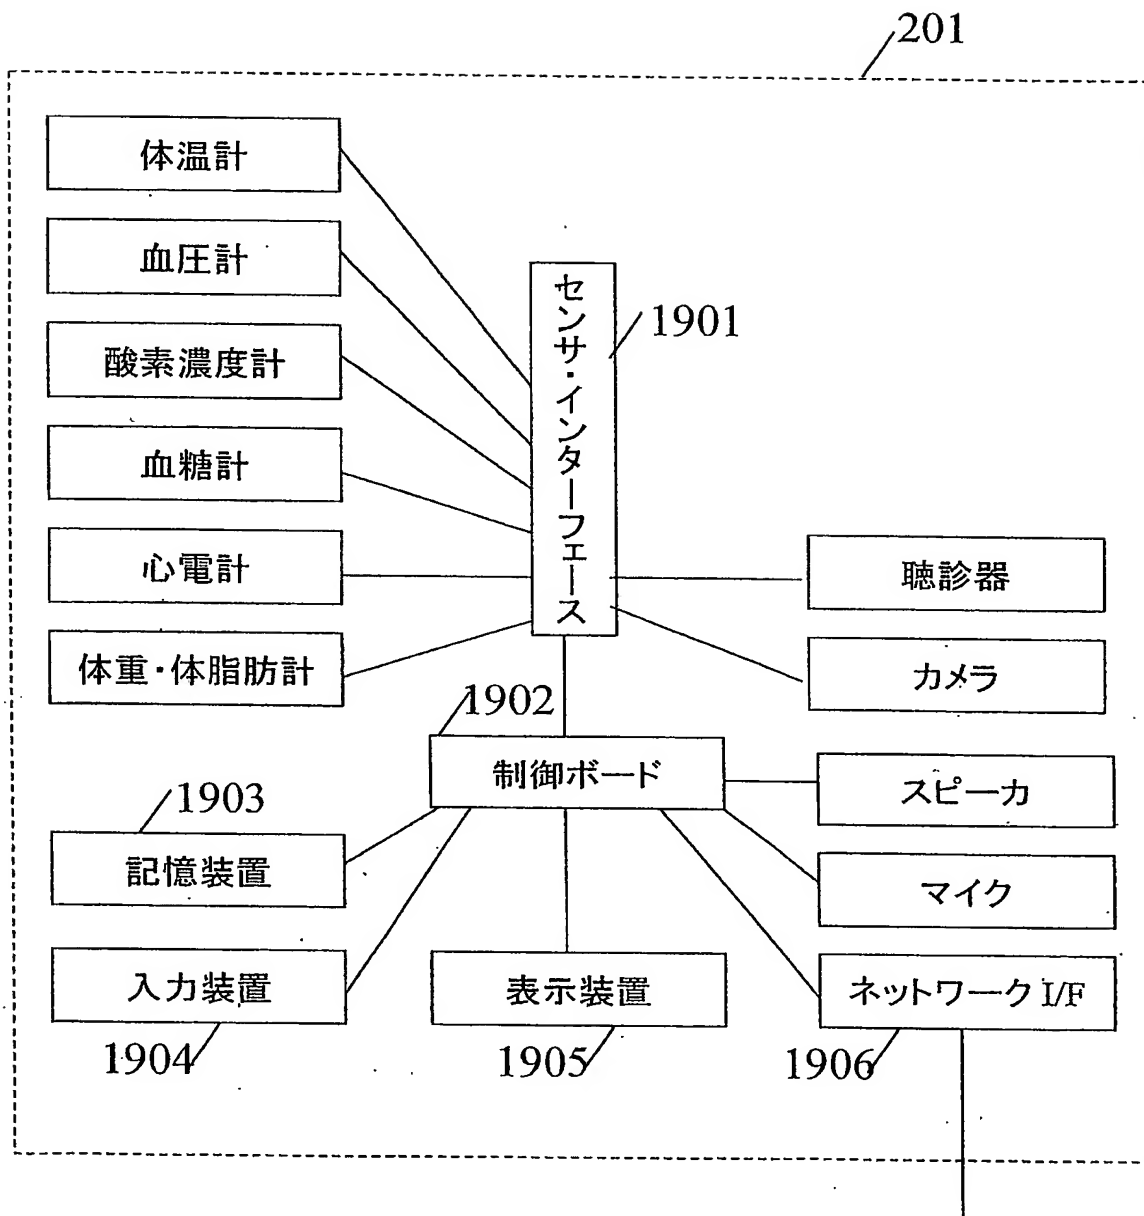 201
体温計
血圧計
酸素濃度計
血糖計
心電計
体重・体脂肪計
センサ・インターフェース
1901
聴診器
カメラ
1902
制御ボード
スピーカ
マイク
1903
記憶装置
入力装置
1904
表示装置
1905
ネットワーク I/F
1906